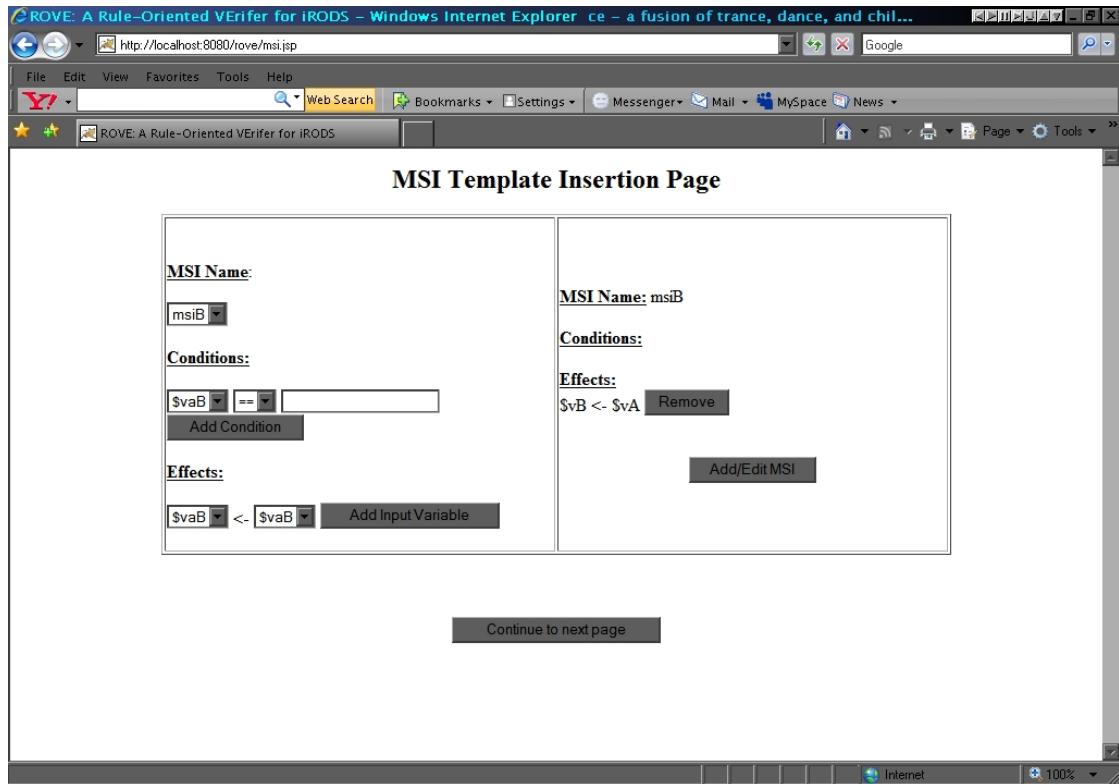 ROVE: A Rule-Oriented VErifer for iRODS - Windows Internet Explorer ce - a fusion of trance, dance, and chil...
http://localhost:8080/rove/msi.jsp Google
File Edit View Favorites Tools Help
Y! Web Search Bookmarks Settings Messenger Mail MySpace News
ROVE: A Rule-Oriented VErifer for iRODS Page Tools »
MSI Template Insertion Page
MSI Name:
msiB
Conditions:
$vaB ==
Add Condition
Effects:
$vaB <- $vaB Add Input Variable
MSI Name: msiB
Conditions:
Effects:
$vB <- $vA Remove
Add/Edit MSI
Continue to next page
Internet 100%